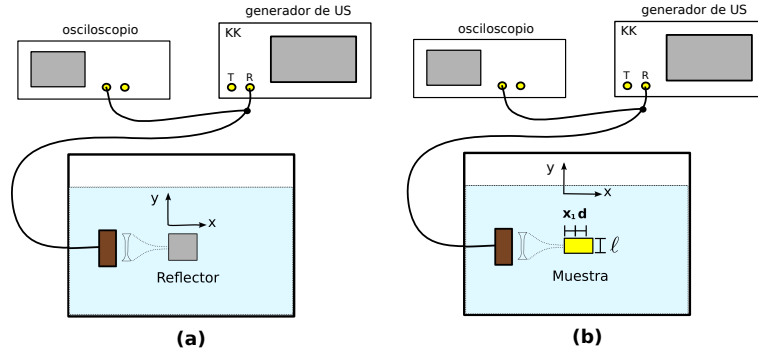 osciloscopio
generador de US
KK
T R
y
x
Reflector
(a)
osciloscopio
generador de US
KK
T R
y
x
x₁ d
ℓ
Muestra
(b)